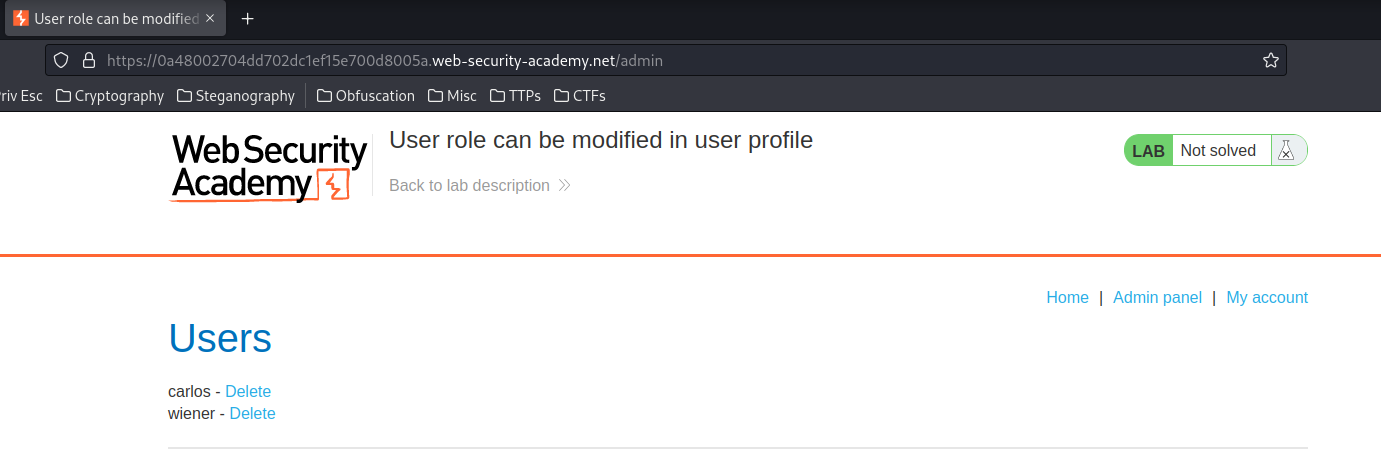 User role can be modified
https://0a48002704dd702dc1ef15e700d8005a.web-security-academy.net/admin
riv Esc Cryptography Steganography Obfuscation Misc TTPs CTFs
Web Security
Academy
User role can be modified in user profile
Back to lab description
LAB Not solved
Home | Admin panel | My account
Users
carlos - Delete
wiener - Delete